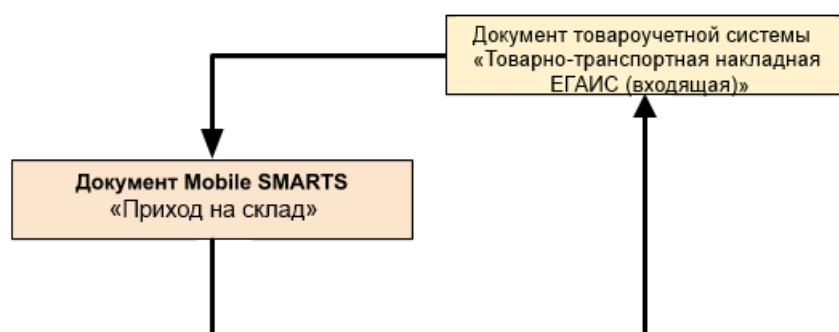 Документ товароучетной системы
«Товарно-транспортная накладная
ЕГАИС (входящая)»
Документ Mobile SMARTS
«Приход на склад»